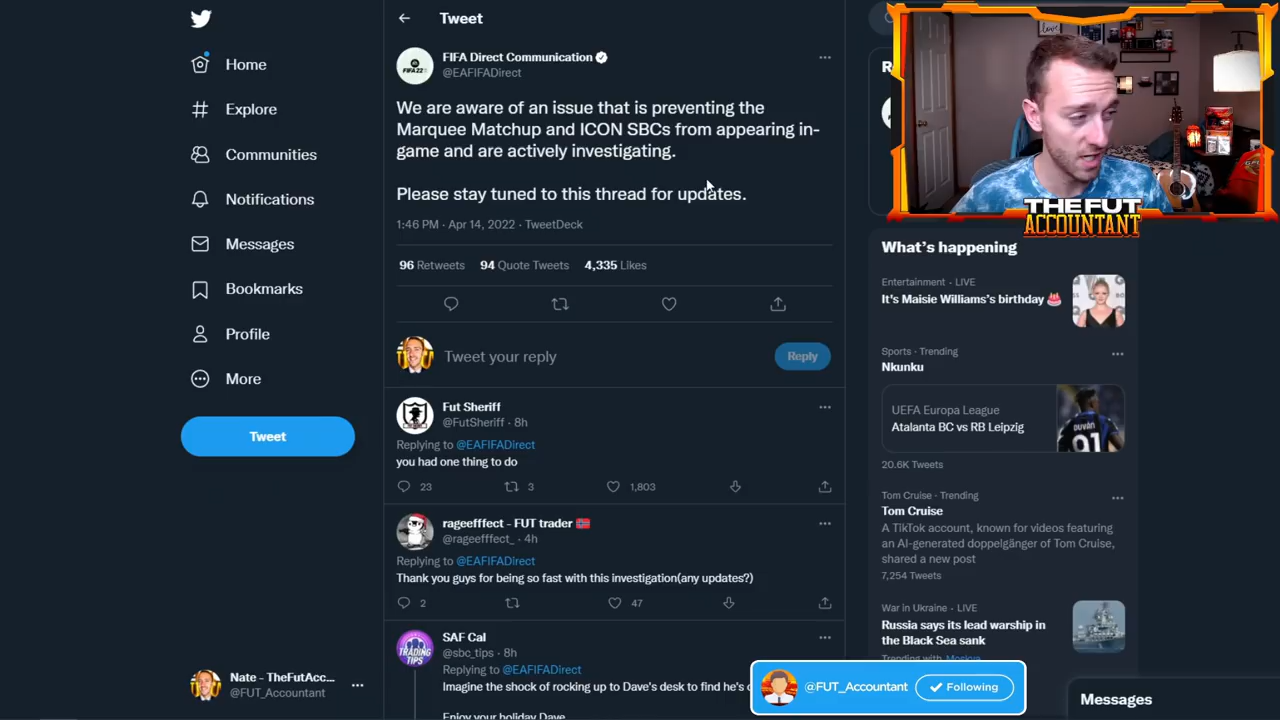 Tweet
Home
Explore
Communities
Notifications
Messages
Bookmarks
Profile
More
Tweet
Nate - TheFutAcc...
@FUT_Accountant
FIFA 22
FIFA Direct Communication
@EAFIFADirect
We are aware of an issue that is preventing the
Marquee Matchup and ICON SBCs from appearing in-
game and are actively investigating.
Please stay tuned to this thread for updates.
1:46 PM · Apr 14, 2022 · TweetDeck
96 Retweets 94 Quote Tweets 4,335 Likes
Tweet your reply
Reply
Fut Sheriff
@FutSheriff · 8h
Replying to @EAFIFADirect
you had one thing to do
23 3 1,803
rageefffect - FUT trader
@rageefffect_ · 4h
Replying to @EAFIFADirect
Thank you guys for being so fast with this investigation(any updates?)
2 47
SAF Cal
@sbc_tips · 8h
Replying to @EAFIFADirect
Imagine the shock of rocking up to Dave's desk to find he's
Enjoy your holiday Dave
TRADING
TIPS
R
THE FUT
ACCOUNTANT
What's happening
Entertainment · LIVE
It's Maisie Williams's birthday
Sports · Trending
Nkunku
UEFA Europa League
Atalanta BC vs RB Leipzig
DUVÁN
91
20.6K Tweets
Tom Cruise · Trending
Tom Cruise
A TikTok account, known for videos featuring
an AI-generated doppelgänger of Tom Cruise,
shared a new post
7,254 Tweets
War in Ukraine · LIVE
Russia says its lead warship in
the Black Sea sank
Trending with Moskva
@FUT_Accountant Following
Messages